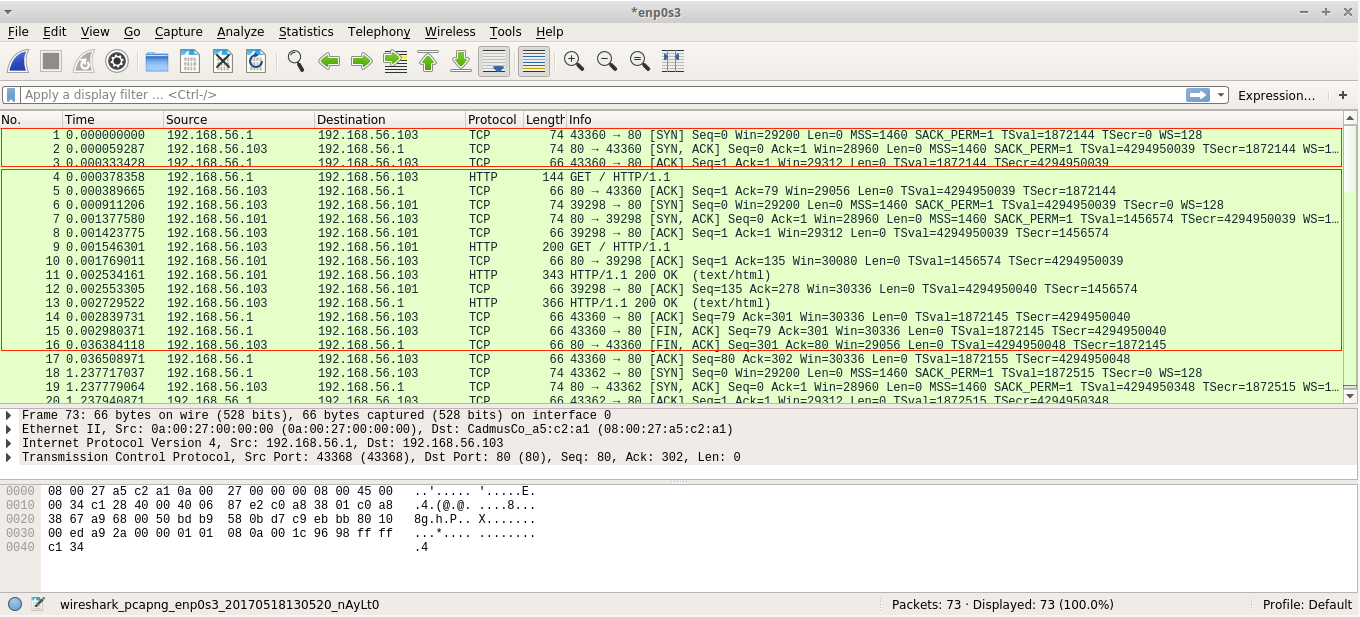 *enp0s3
File Edit View Go Capture Analyze Statistics Telephony Wireless Tools Help
Apply a display filter ... <Ctrl-/> Expression... +
No. Time Source Destination Protocol Length Info
1 0.000000000 192.168.56.1 192.168.56.103 TCP 74 43360 → 80 [SYN] Seq=0 Win=29200 Len=0 MSS=1460 SACK_PERM=1 TSval=1872144 TSecr=0 WS=128
2 0.000059287 192.168.56.103 192.168.56.1 TCP 74 80 → 43360 [SYN, ACK] Seq=0 Ack=1 Win=28960 Len=0 MSS=1460 SACK_PERM=1 TSval=4294950039 TSecr=1872144 WS=1…
3 0.000333428 192.168.56.1 192.168.56.103 TCP 66 43360 → 80 [ACK] Seq=1 Ack=1 Win=29312 Len=0 TSval=1872144 TSecr=4294950039
4 0.000378358 192.168.56.1 192.168.56.103 HTTP 144 GET / HTTP/1.1
5 0.000389665 192.168.56.103 192.168.56.1 TCP 66 80 → 43360 [ACK] Seq=1 Ack=79 Win=29056 Len=0 TSval=4294950039 TSecr=1872144
6 0.000911206 192.168.56.103 192.168.56.101 TCP 74 39298 → 80 [SYN] Seq=0 Win=29200 Len=0 MSS=1460 SACK_PERM=1 TSval=4294950039 TSecr=0 WS=128
7 0.001377580 192.168.56.101 192.168.56.103 TCP 74 80 → 39298 [SYN, ACK] Seq=0 Ack=1 Win=28960 Len=0 MSS=1460 SACK_PERM=1 TSval=1456574 TSecr=4294950039 WS=1…
8 0.001423775 192.168.56.103 192.168.56.101 TCP 66 39298 → 80 [ACK] Seq=1 Ack=1 Win=29312 Len=0 TSval=4294950039 TSecr=1456574
9 0.001546301 192.168.56.103 192.168.56.101 HTTP 200 GET / HTTP/1.1
10 0.001769011 192.168.56.101 192.168.56.103 TCP 66 80 → 39298 [ACK] Seq=1 Ack=135 Win=30080 Len=0 TSval=1456574 TSecr=4294950039
11 0.002534161 192.168.56.101 192.168.56.103 HTTP 343 HTTP/1.1 200 OK (text/html)
12 0.002553305 192.168.56.103 192.168.56.101 TCP 66 39298 → 80 [ACK] Seq=135 Ack=278 Win=30336 Len=0 TSval=4294950040 TSecr=1456574
13 0.002729522 192.168.56.103 192.168.56.1 HTTP 366 HTTP/1.1 200 OK (text/html)
14 0.002839731 192.168.56.1 192.168.56.103 TCP 66 43360 → 80 [ACK] Seq=79 Ack=301 Win=30336 Len=0 TSval=1872145 TSecr=4294950040
15 0.002980371 192.168.56.1 192.168.56.103 TCP 66 43360 → 80 [FIN, ACK] Seq=79 Ack=301 Win=30336 Len=0 TSval=1872145 TSecr=4294950040
16 0.036384118 192.168.56.103 192.168.56.1 TCP 66 80 → 43360 [FIN, ACK] Seq=301 Ack=80 Win=29056 Len=0 TSval=4294950048 TSecr=1872145
17 0.036508971 192.168.56.1 192.168.56.103 TCP 66 43360 → 80 [ACK] Seq=80 Ack=302 Win=30336 Len=0 TSval=1872155 TSecr=4294950048
18 1.237717037 192.168.56.1 192.168.56.103 TCP 74 43362 → 80 [SYN] Seq=0 Win=29200 Len=0 MSS=1460 SACK_PERM=1 TSval=1872515 TSecr=0 WS=128
19 1.237779064 192.168.56.103 192.168.56.1 TCP 74 80 → 43362 [SYN, ACK] Seq=0 Ack=1 Win=28960 Len=0 MSS=1460 SACK_PERM=1 TSval=4294950348 TSecr=1872515 WS=1…
20 1.237940871 192.168.56.1 192.168.56.103 TCP 66 43362 → 80 [ACK] Seq=1 Ack=1 Win=29312 Len=0 TSval=1872515 TSecr=4294950348
Frame 73: 66 bytes on wire (528 bits), 66 bytes captured (528 bits) on interface 0
Ethernet II, Src: 0a:00:27:00:00:00 (0a:00:27:00:00:00), Dst: CadmusCo_a5:c2:a1 (08:00:27:a5:c2:a1)
Internet Protocol Version 4, Src: 192.168.56.1, Dst: 192.168.56.103
Transmission Control Protocol, Src Port: 43368 (43368), Dst Port: 80 (80), Seq: 80, Ack: 302, Len: 0
0000 08 00 27 a5 c2 a1 0a 00 27 00 00 00 08 00 45 00 ..'..... '.....E.
0010 00 34 c1 28 40 00 40 06 87 e2 c0 a8 38 01 c0 a8 .4.(@.@. ....8...
0020 38 67 a9 68 00 50 bd b9 58 0b d7 c9 eb bb 80 10 8g.h.P.. X.......
0030 00 ed a9 2a 00 00 01 01 08 0a 00 1c 96 98 ff ff ...*.... ........
0040 c1 34 .4
wireshark_pcapng_enp0s3_20170518130520_nAyLt0 Packets: 73 · Displayed: 73 (100.0%) Profile: Default